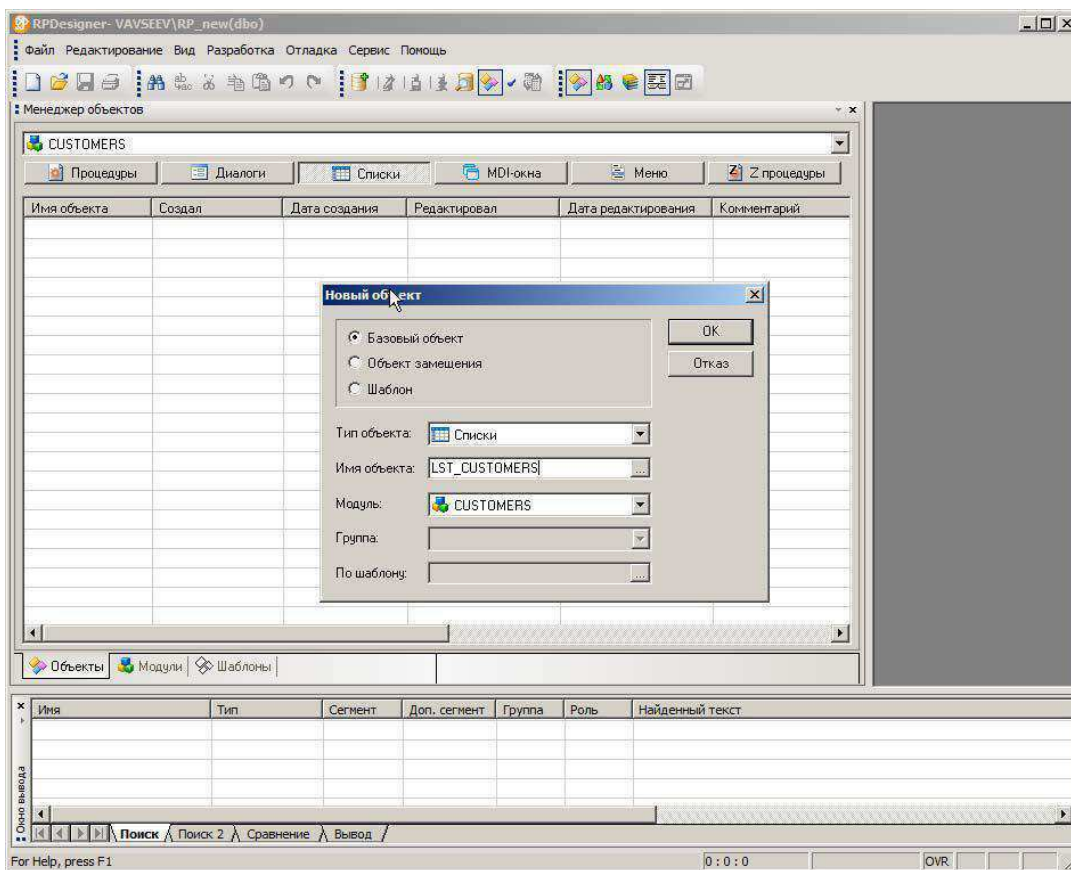 RPDesigner- VAVSEEV\RP_new(dbo)
Файл Редактирование Вид Разработка Отладка Сервис Помощь
Менеджер объектов
CUSTOMERS
Процедуры Диалоги Списки MDI-окна Меню Z процедуры
Имя объекта Создал Дата создания Редактировал Дата редактирования Комментарий
Новый объект
Базовый объект
OK
Объект замещения
Отказ
Шаблон
Тип объекта: Списки
Имя объекта: LST_CUSTOMERS ...
Модуль: CUSTOMERS
Группа:
По шаблону: ...
Объекты Модули Шаблоны
Имя Тип Сегмент Доп. сегмент Группа Роль Найденный текст
Окно вывода
Поиск Поиск 2 Сравнение Вывод
For Help, press F1 0 : 0 : 0 OVR